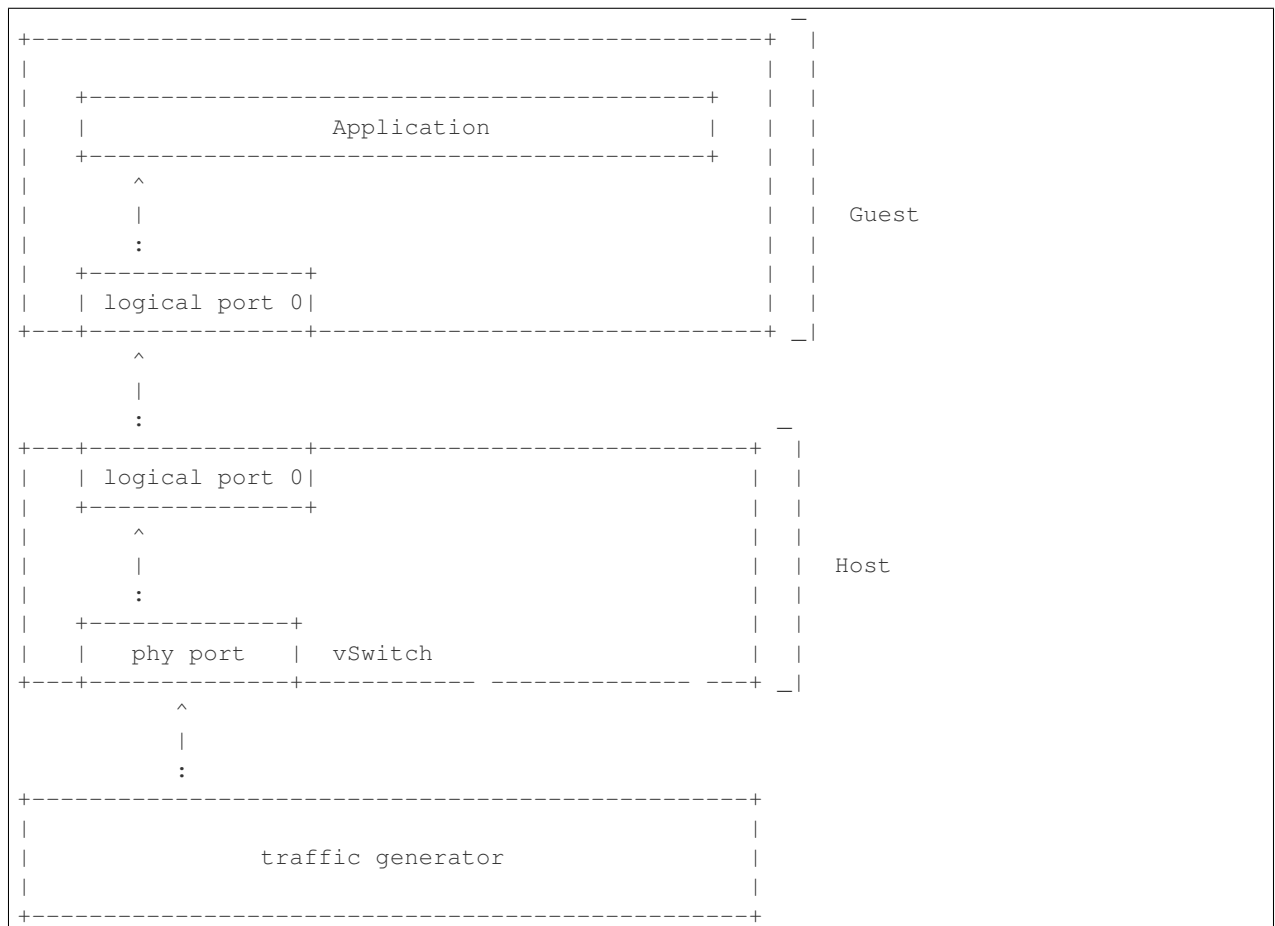 Application
Guest
logical port 0
logical port 0
Host
phy port vSwitch
traffic generator